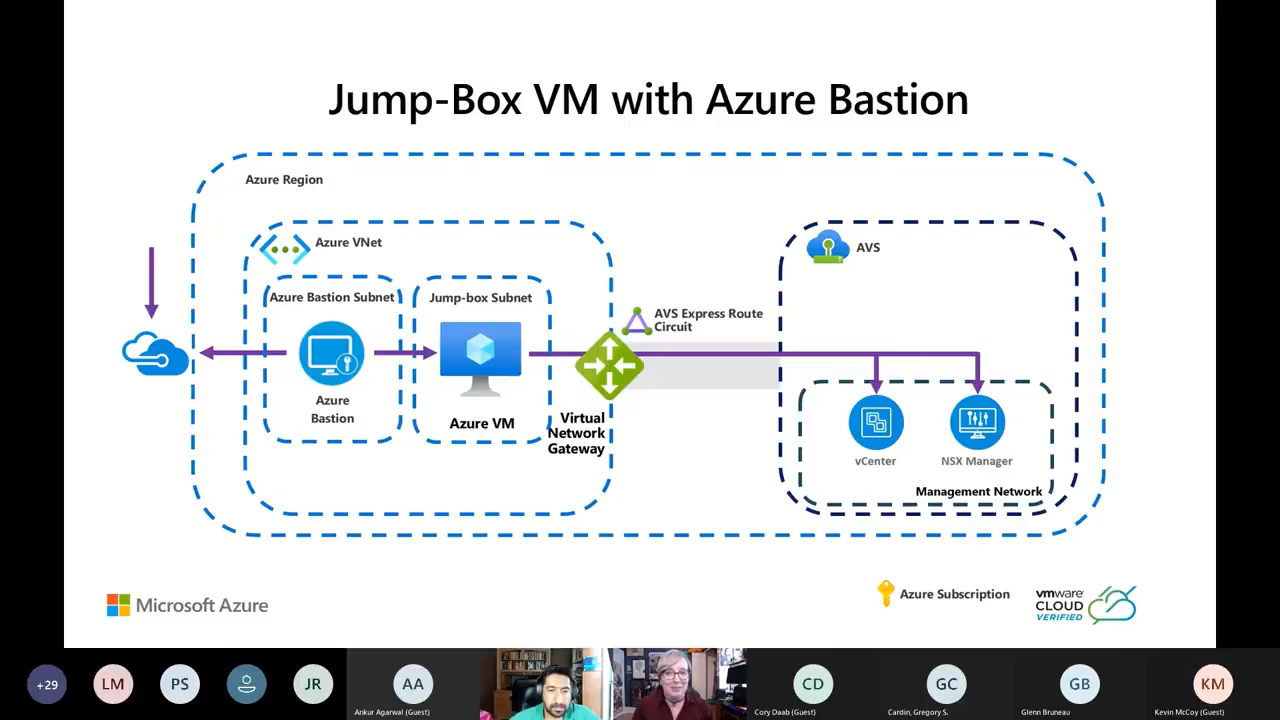 Jump-Box VM with Azure Bastion
Azure Region
Azure VNet
AVS
Azure Bastion Subnet
Jump-box Subnet
AVS Express Route
Circuit
Azure
Bastion
Azure VM
Virtual
Network
Gateway
vCenter
NSX Manager
Management Network
Microsoft Azure
Azure Subscription
vmware
CLOUD
VERIFIED
+29
LM
PS
JR
AA
CD
GC
GB
KM
Ankur Agarwal (Guest)
Cory Daab (Guest)
Cardin, Gregory S.
Glenn Bruneau
Kevin McCoy (Guest)